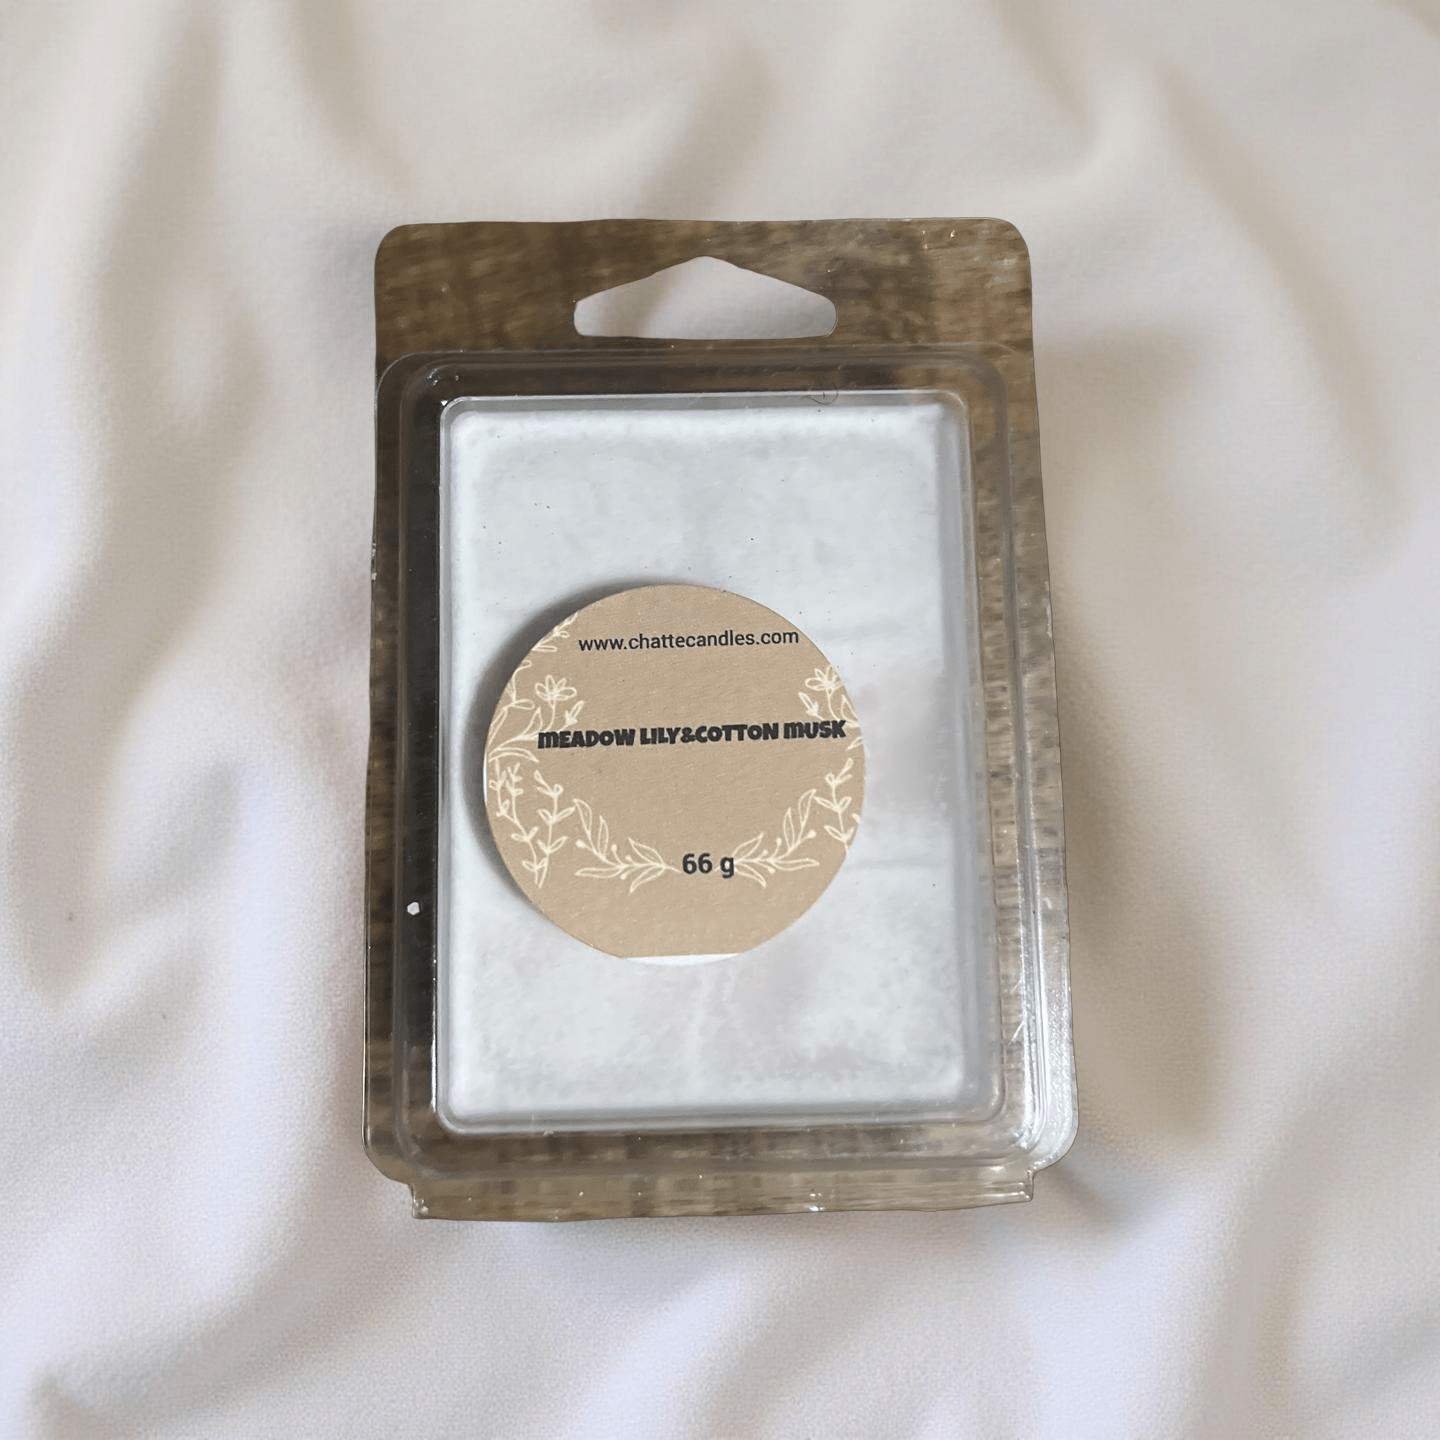 www.chattecandles.com
MEADOW LILY&COTTON MUSK
66 g